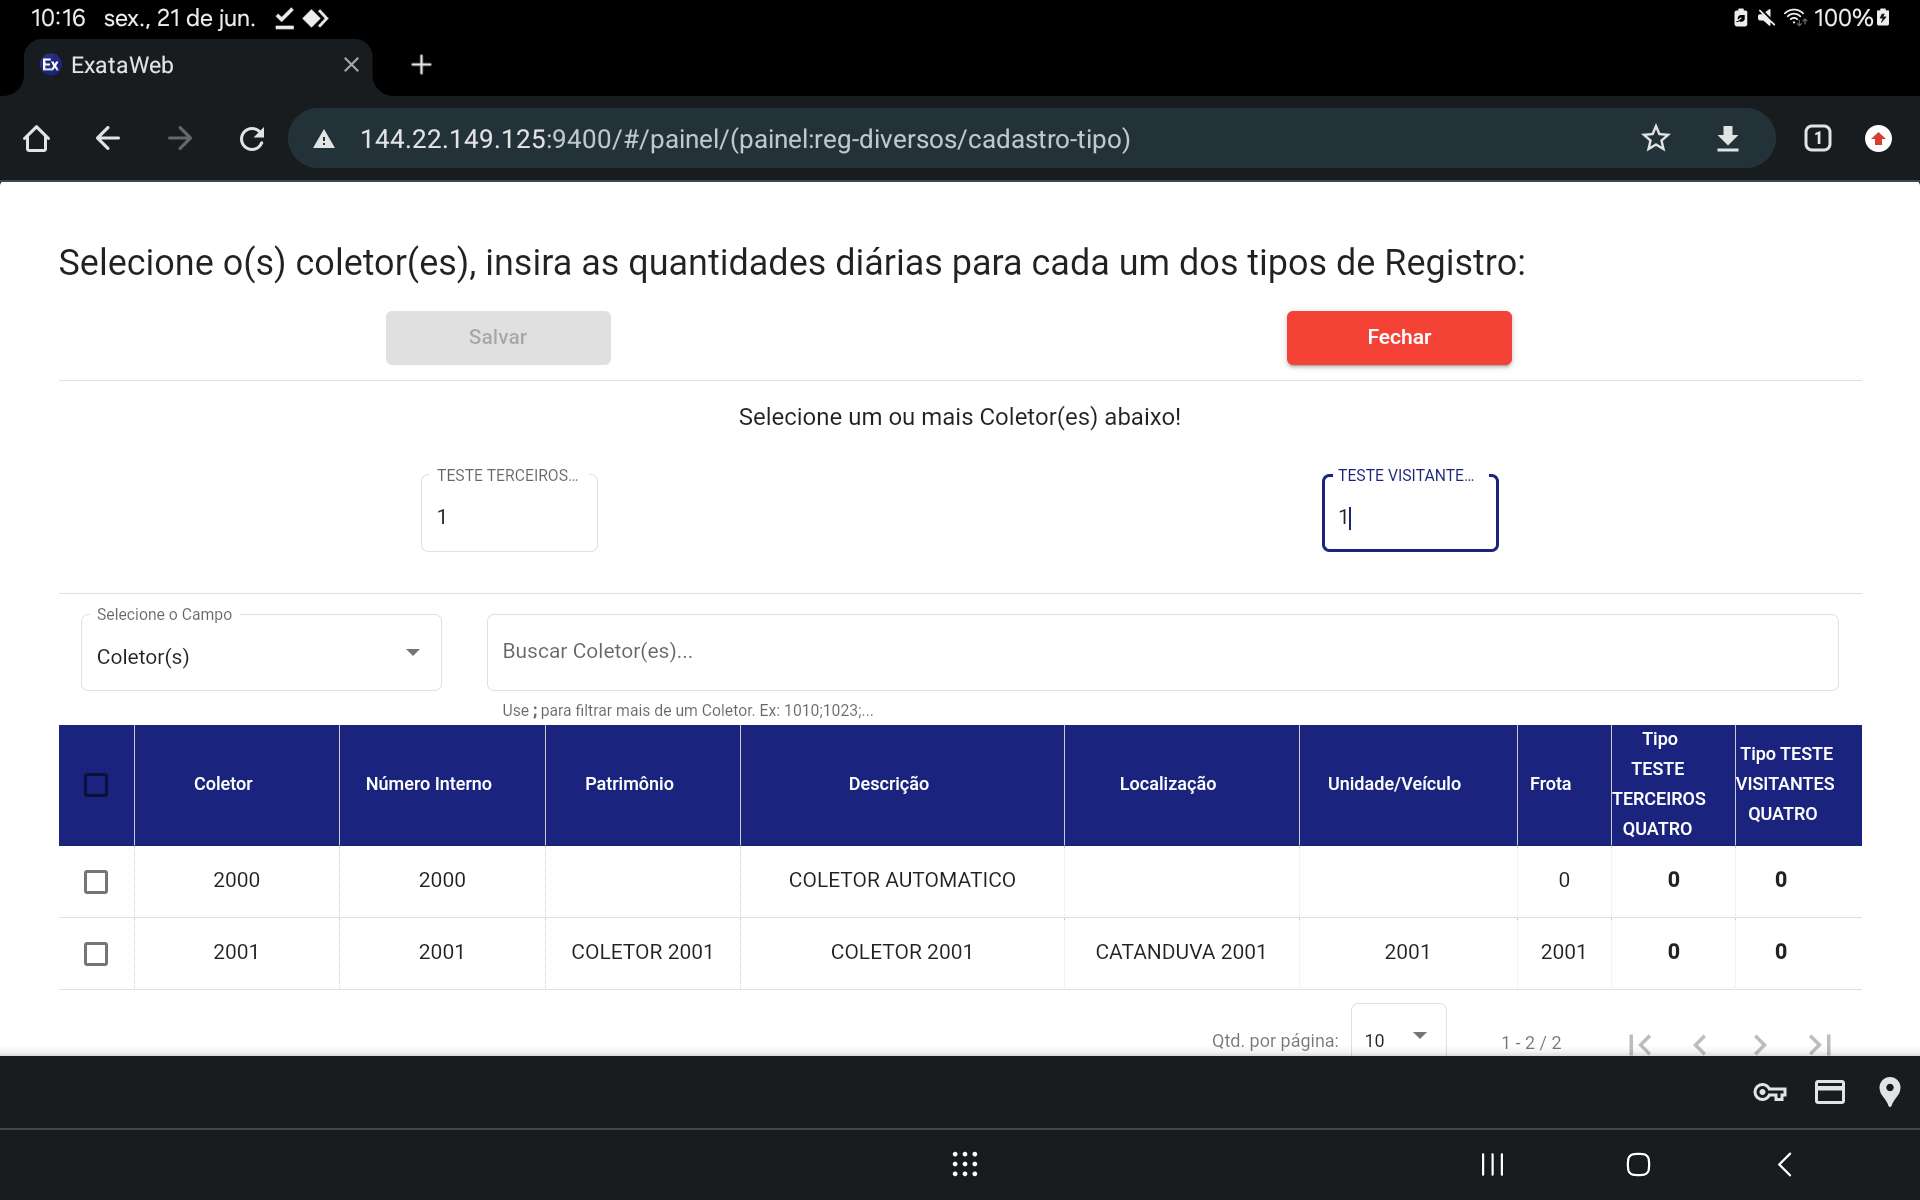 10:16 sex., 21 de jun. 100%
Ex ExataWeb
144.22.149.125:9400/#/painel/(painel:reg-diversos/cadastro-tipo) 1
Selecione o(s) coletor(es), insira as quantidades diárias para cada um dos tipos de Registro:
Salvar Fechar
Selecione um ou mais Coletor(es) abaixo!
TESTE TERCEIROS... TESTE VISITANTE...
1 1
Selecione o Campo
Coletor(s) Buscar Coletor(es)...
Use ; para filtrar mais de um Coletor. Ex: 1010;1023;...
Coletor Número Interno Patrimônio Descrição Localização Unidade/Veículo Frota Tipo TESTE TERCEIROS QUATRO Tipo TESTE VISITANTES QUATRO
2000 2000 COLETOR AUTOMATICO 0 0 0
2001 2001 COLETOR 2001 COLETOR 2001 CATANDUVA 2001 2001 2001 0 0
Qtd. por página: 10 1 - 2 / 2